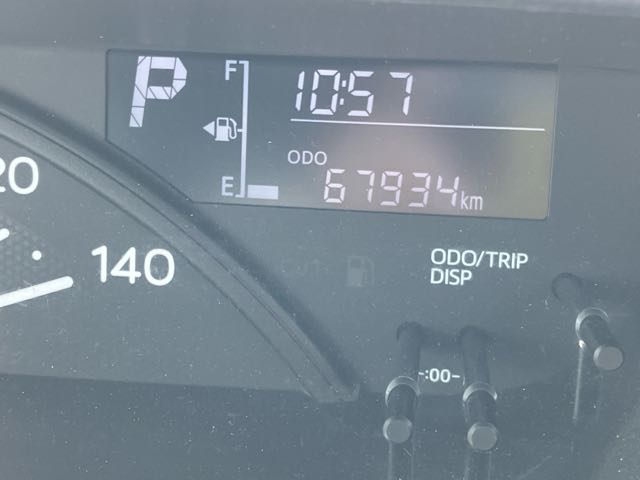 P
F
10:57
ODO
E
67934km
20
140
ODO/TRIP
DISP
-:00-